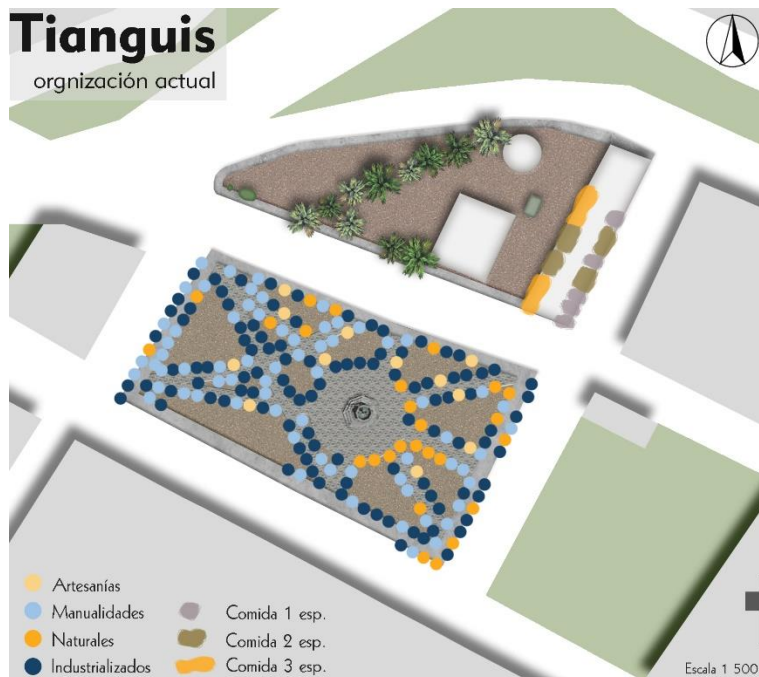 Tianguis
orgnización actual
Artesanías
Manualidades
Naturales
Industrializados
Comida 1 esp.
Comida 2 esp.
Comida 3 esp.
Escala 1 500